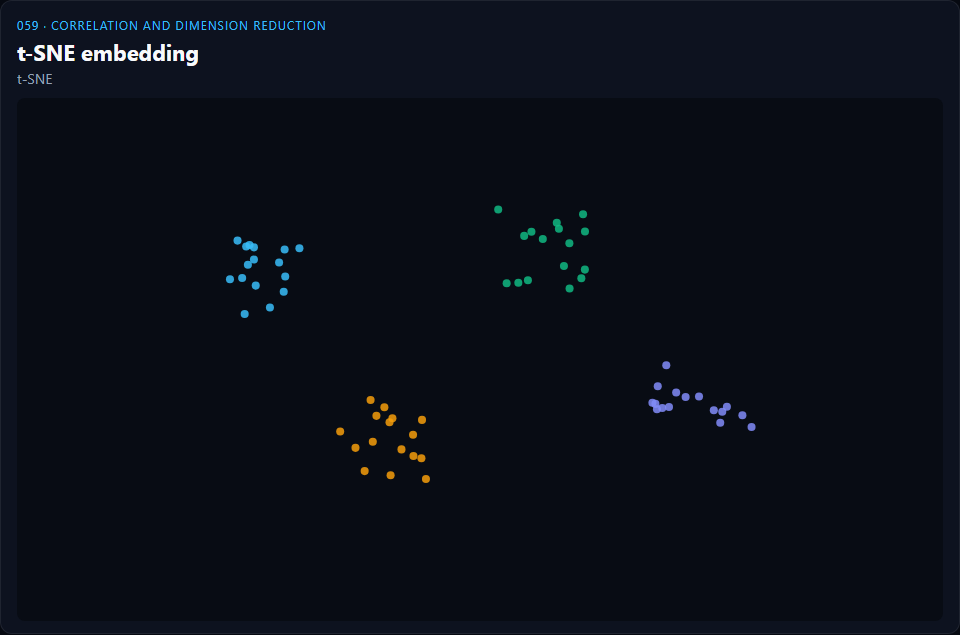 059 · CORRELATION AND DIMENSION REDUCTION
t-SNE embedding
t-SNE